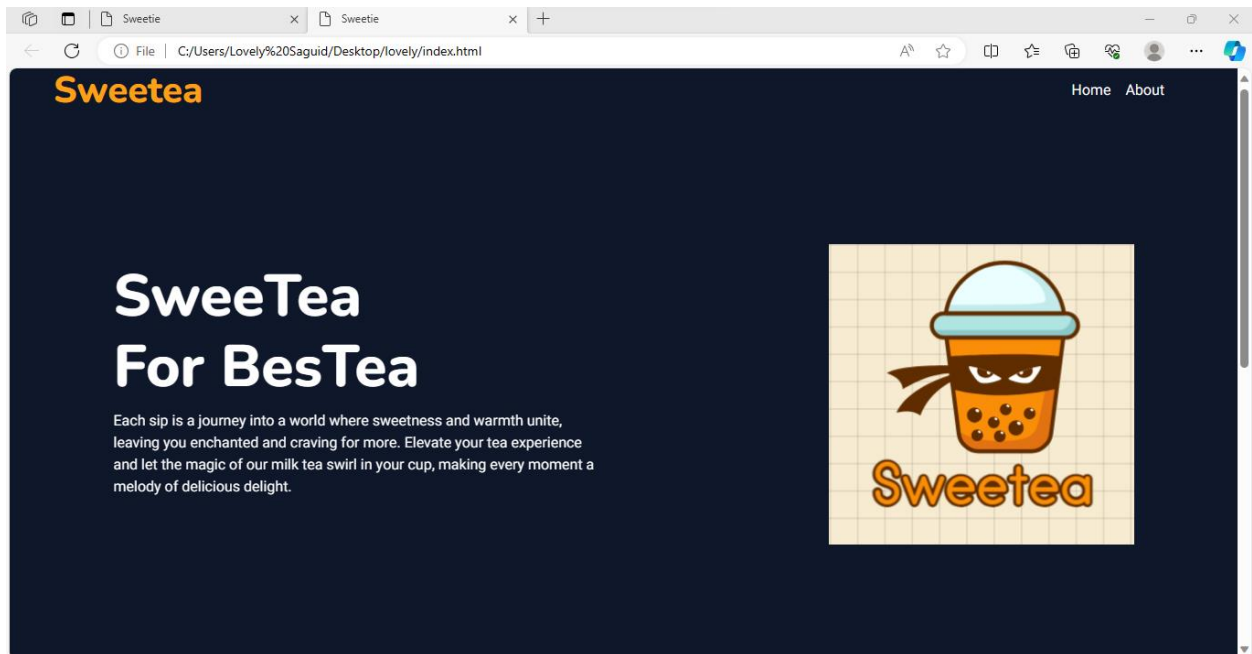 Sweetie
Sweetie
File
C:/Users/Lovely%20Saguid/Desktop/lovely/index.html
Sweetea
Home About
SweeTea
For BesTea
Each sip is a journey into a world where sweetness and warmth unite,
leaving you enchanted and craving for more. Elevate your tea experience
and let the magic of our milk tea swirl in your cup, making every moment a
melody of delicious delight.
Sweetea